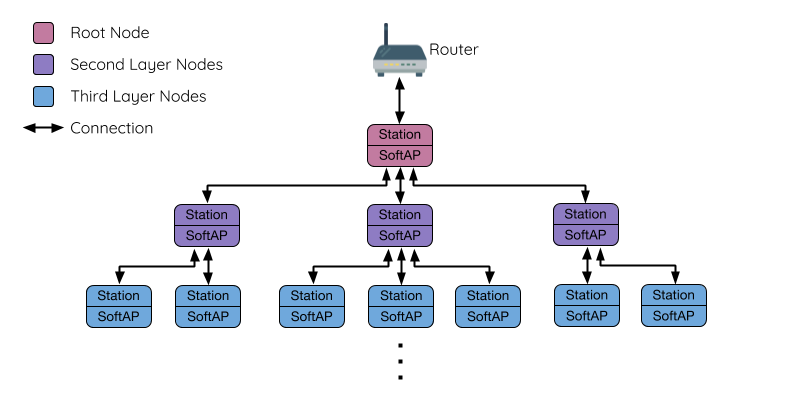 Root Node
Second Layer Nodes
Third Layer Nodes
Connection
Router
Station
SoftAP
Station
SoftAP
Station
SoftAP
Station
SoftAP
Station
SoftAP
Station
SoftAP
Station
SoftAP
Station
SoftAP
Station
SoftAP
Station
SoftAP
Station
SoftAP